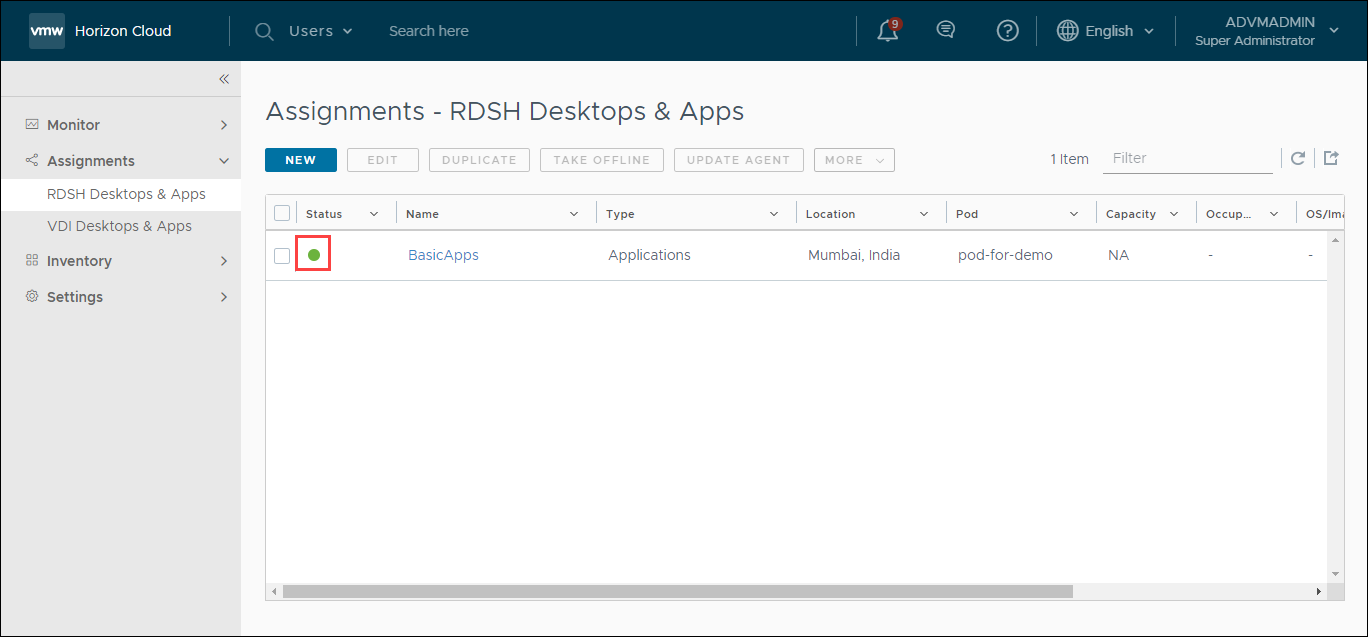 vmw Horizon Cloud Users Search here 9 English ADVMADMIN
Super Administrator
Monitor
Assignments
RDSH Desktops & Apps
VDI Desktops & Apps
Inventory
Settings
Assignments - RDSH Desktops & Apps
NEW EDIT DUPLICATE TAKE OFFLINE UPDATE AGENT MORE 1 Item Filter
Status Name Type Location Pod Capacity Occup... OS/Ima
BasicApps Applications Mumbai, India pod-for-demo NA - -